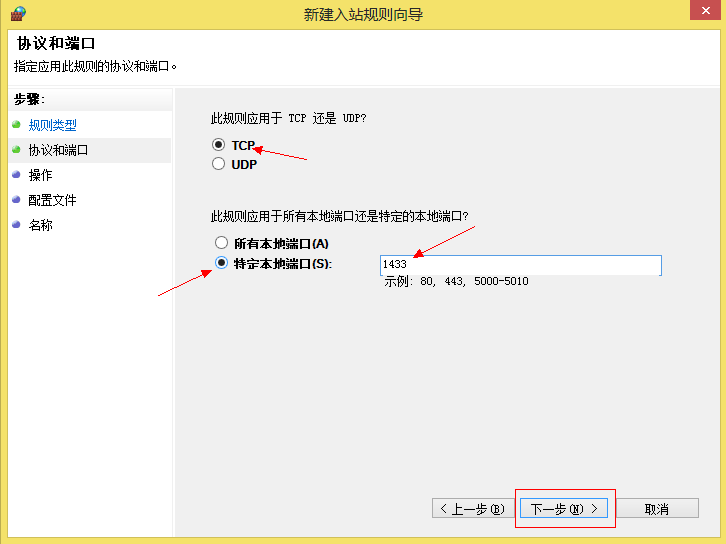 新建入站规则向导
协议和端口
指定应用此规则的协议和端口。
步骤:
规则类型
协议和端口
操作
配置文件
名称
此规则应用于 TCP 还是 UDP?
TCP
UDP
此规则应用于所有本地端口还是特定的本地端口?
所有本地端口(A)
特定本地端口(S):
1433
示例: 80, 443, 5000-5010
< 上一步(B)
下一步(N) >
取消